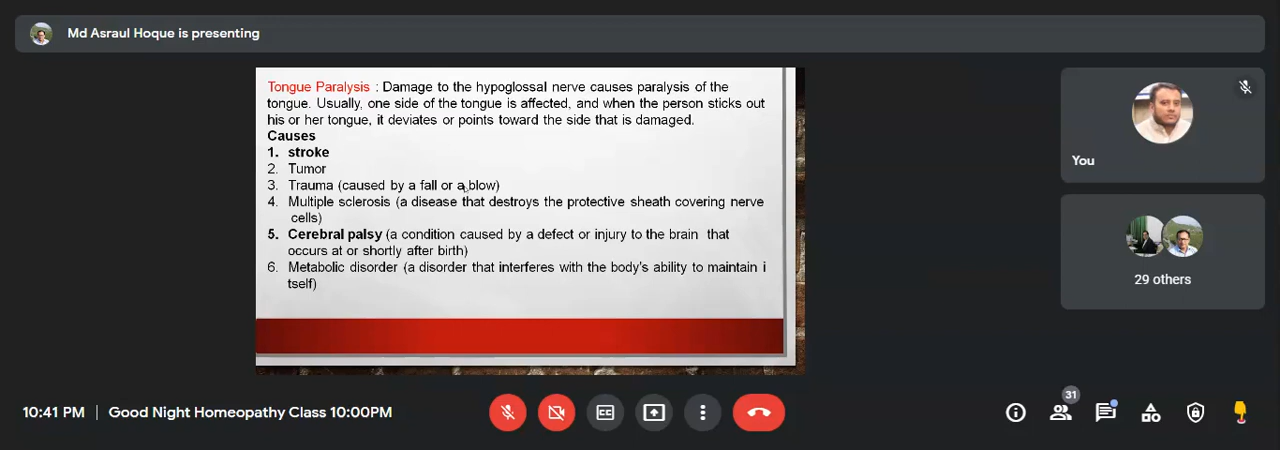 Md Asraul Hoque is presenting
Tongue Paralysis : Damage to the hypoglossal nerve causes paralysis of the
tongue. Usually, one side of the tongue is affected, and when the person sticks out
his or her tongue, it deviates or points toward the side that is damaged.
Causes
1. stroke
2. Tumor
3. Trauma (caused by a fall or a blow)
4. Multiple sclerosis (a disease that destroys the protective sheath covering nerve
cells)
5. Cerebral palsy (a condition caused by a defect or injury to the brain that
occurs at or shortly after birth)
6. Metabolic disorder (a disorder that interferes with the body's ability to maintain i
tself)
You
29 others
10:41 PM | Good Night Homeopathy Class 10:00PM
CC
31